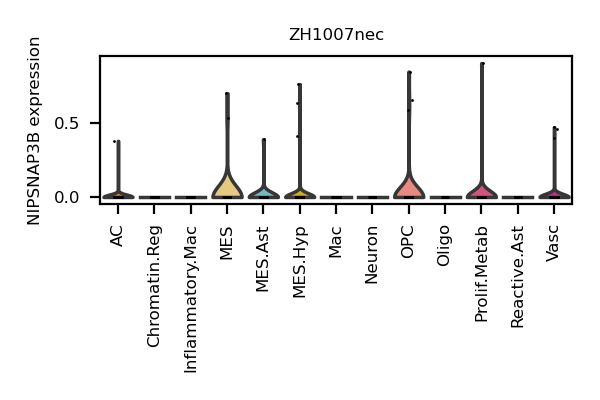 ZH1007nec
NIPSNAP3B expression
0.5
0.0
AC
Chromatin.Reg
Inflammatory.Mac
MES
MES.Ast
MES.Hyp
Mac
Neuron
OPC
Oligo
Prolif.Metab
Reactive.Ast
Vasc